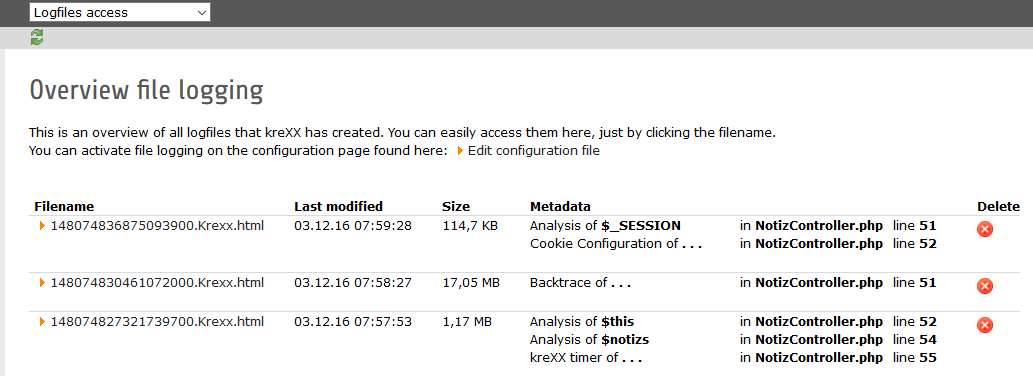 Logfiles access
Overview file logging
This is an overview of all logfiles that kreXX has created. You can easily access them here, just by clicking the filename.
You can activate file logging on the configuration page found here: Edit configuration file
Filename Last modified Size Metadata Delete
148074836875093900.Krexx.html 03.12.16 07:59:28 114,7 KB Analysis of $_SESSION in NotizController.php line 51
Cookie Configuration of . . . in NotizController.php line 52
148074830461072000.Krexx.html 03.12.16 07:58:27 17,05 MB Backtrace of . . . in NotizController.php line 51
148074827321739700.Krexx.html 03.12.16 07:57:53 1,17 MB Analysis of $this in NotizController.php line 52
Analysis of $notizs in NotizController.php line 54
kreXX timer of . . . in NotizController.php line 55